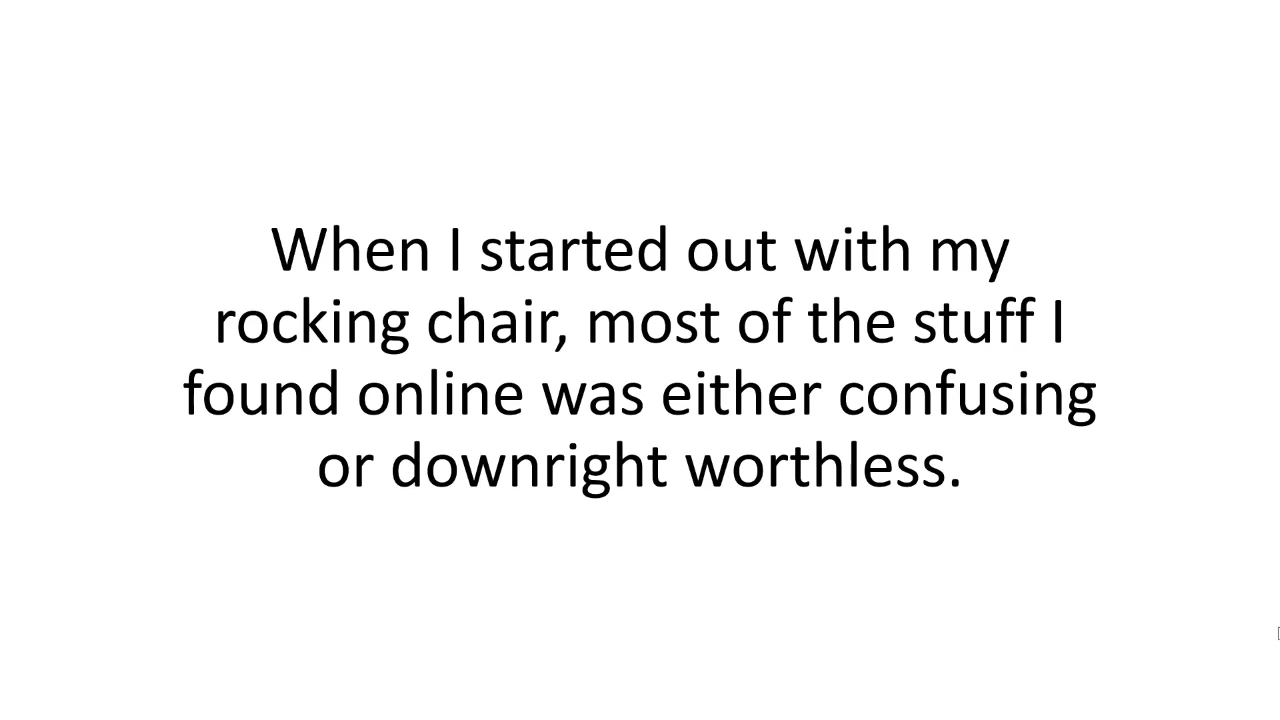 When I started out with my
rocking chair, most of the stuff I
found online was either confusing
or downright worthless.